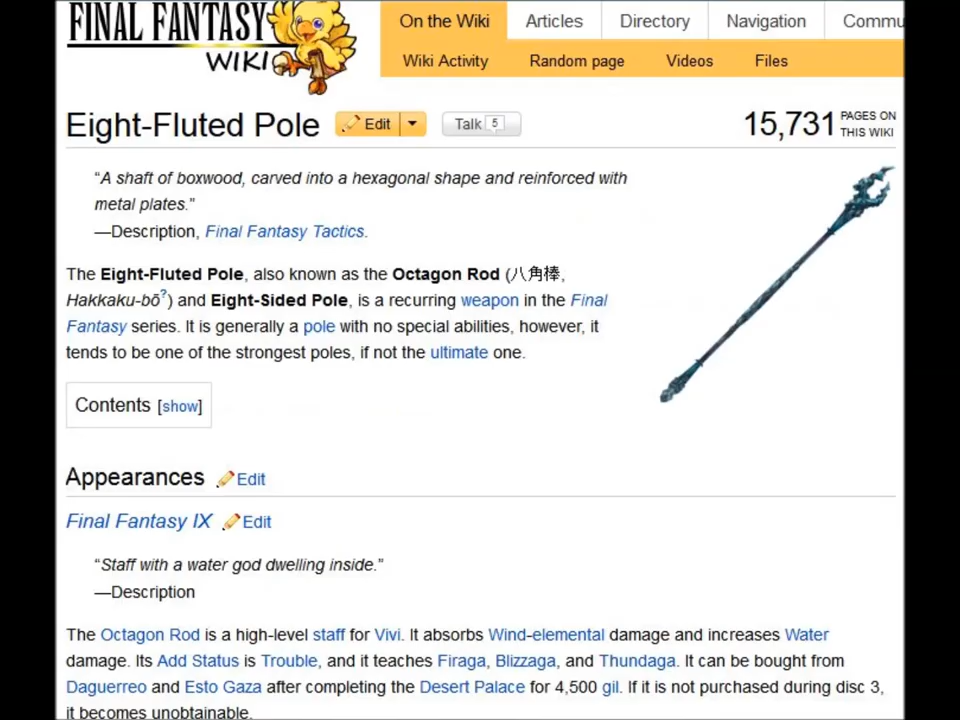 FINAL FANTASY
WIKI
On the Wiki Articles Directory Navigation Commu
Wiki Activity Random page Videos Files
Eight-Fluted Pole Edit Talk 5 15,731 PAGES ON THIS WIKI
“A shaft of boxwood, carved into a hexagonal shape and reinforced with
metal plates.”
—Description, Final Fantasy Tactics.
The Eight-Fluted Pole, also known as the Octagon Rod (八角棒,
Hakkaku-bō?) and Eight-Sided Pole, is a recurring weapon in the Final
Fantasy series. It is generally a pole with no special abilities, however, it
tends to be one of the strongest poles, if not the ultimate one.
Contents [show]
Appearances Edit
Final Fantasy IX Edit
“Staff with a water god dwelling inside.”
—Description
The Octagon Rod is a high-level staff for Vivi. It absorbs Wind-elemental damage and increases Water
damage. Its Add Status is Trouble, and it teaches Firaga, Blizzaga, and Thundaga. It can be bought from
Daguerreo and Esto Gaza after completing the Desert Palace for 4,500 gil. If it is not purchased during disc 3,
it becomes unobtainable.